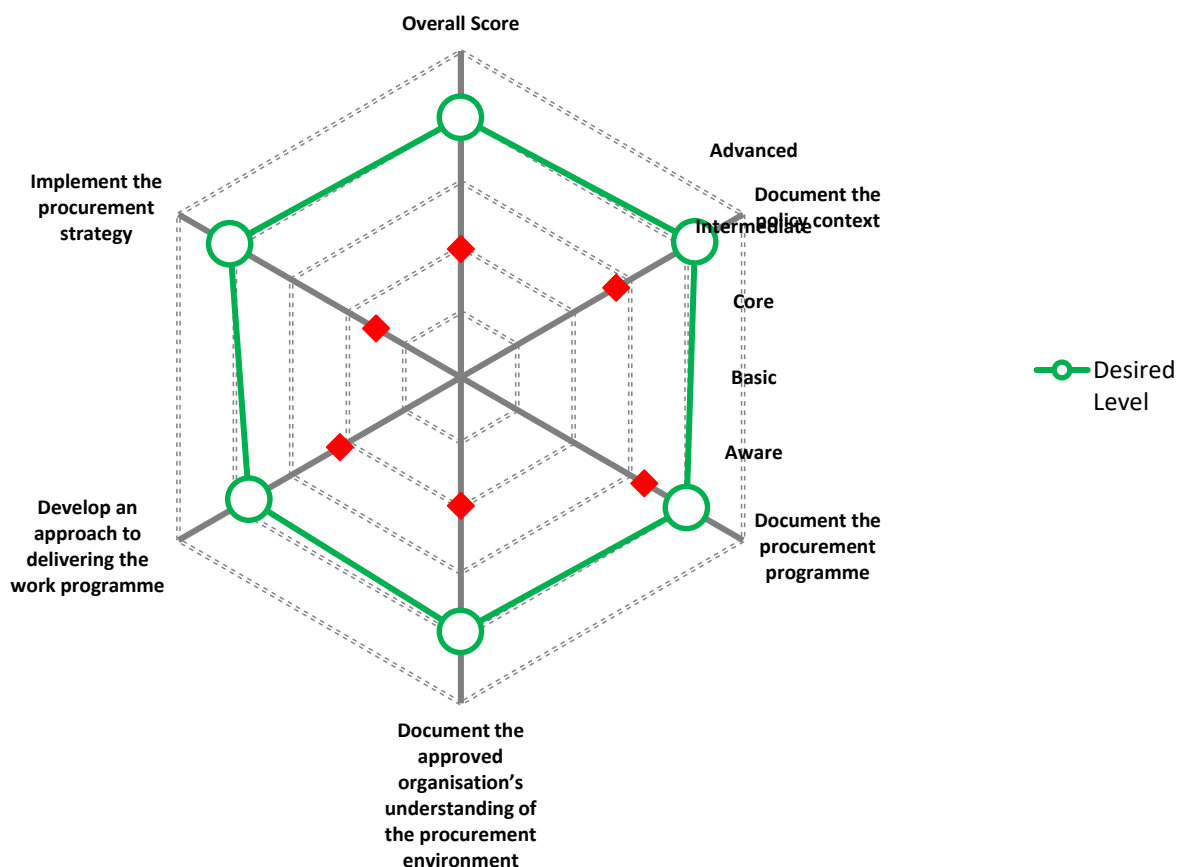 Overall Score
Advanced
Implement the
procurement
strategy
Document the
policy context
Intermediate
Core
Basic
Desired
Level
Aware
Develop an
approach to
delivering the
work programme
Document the
procurement
programme
Document the
approved
organisation’s
understanding of
the procurement
environment